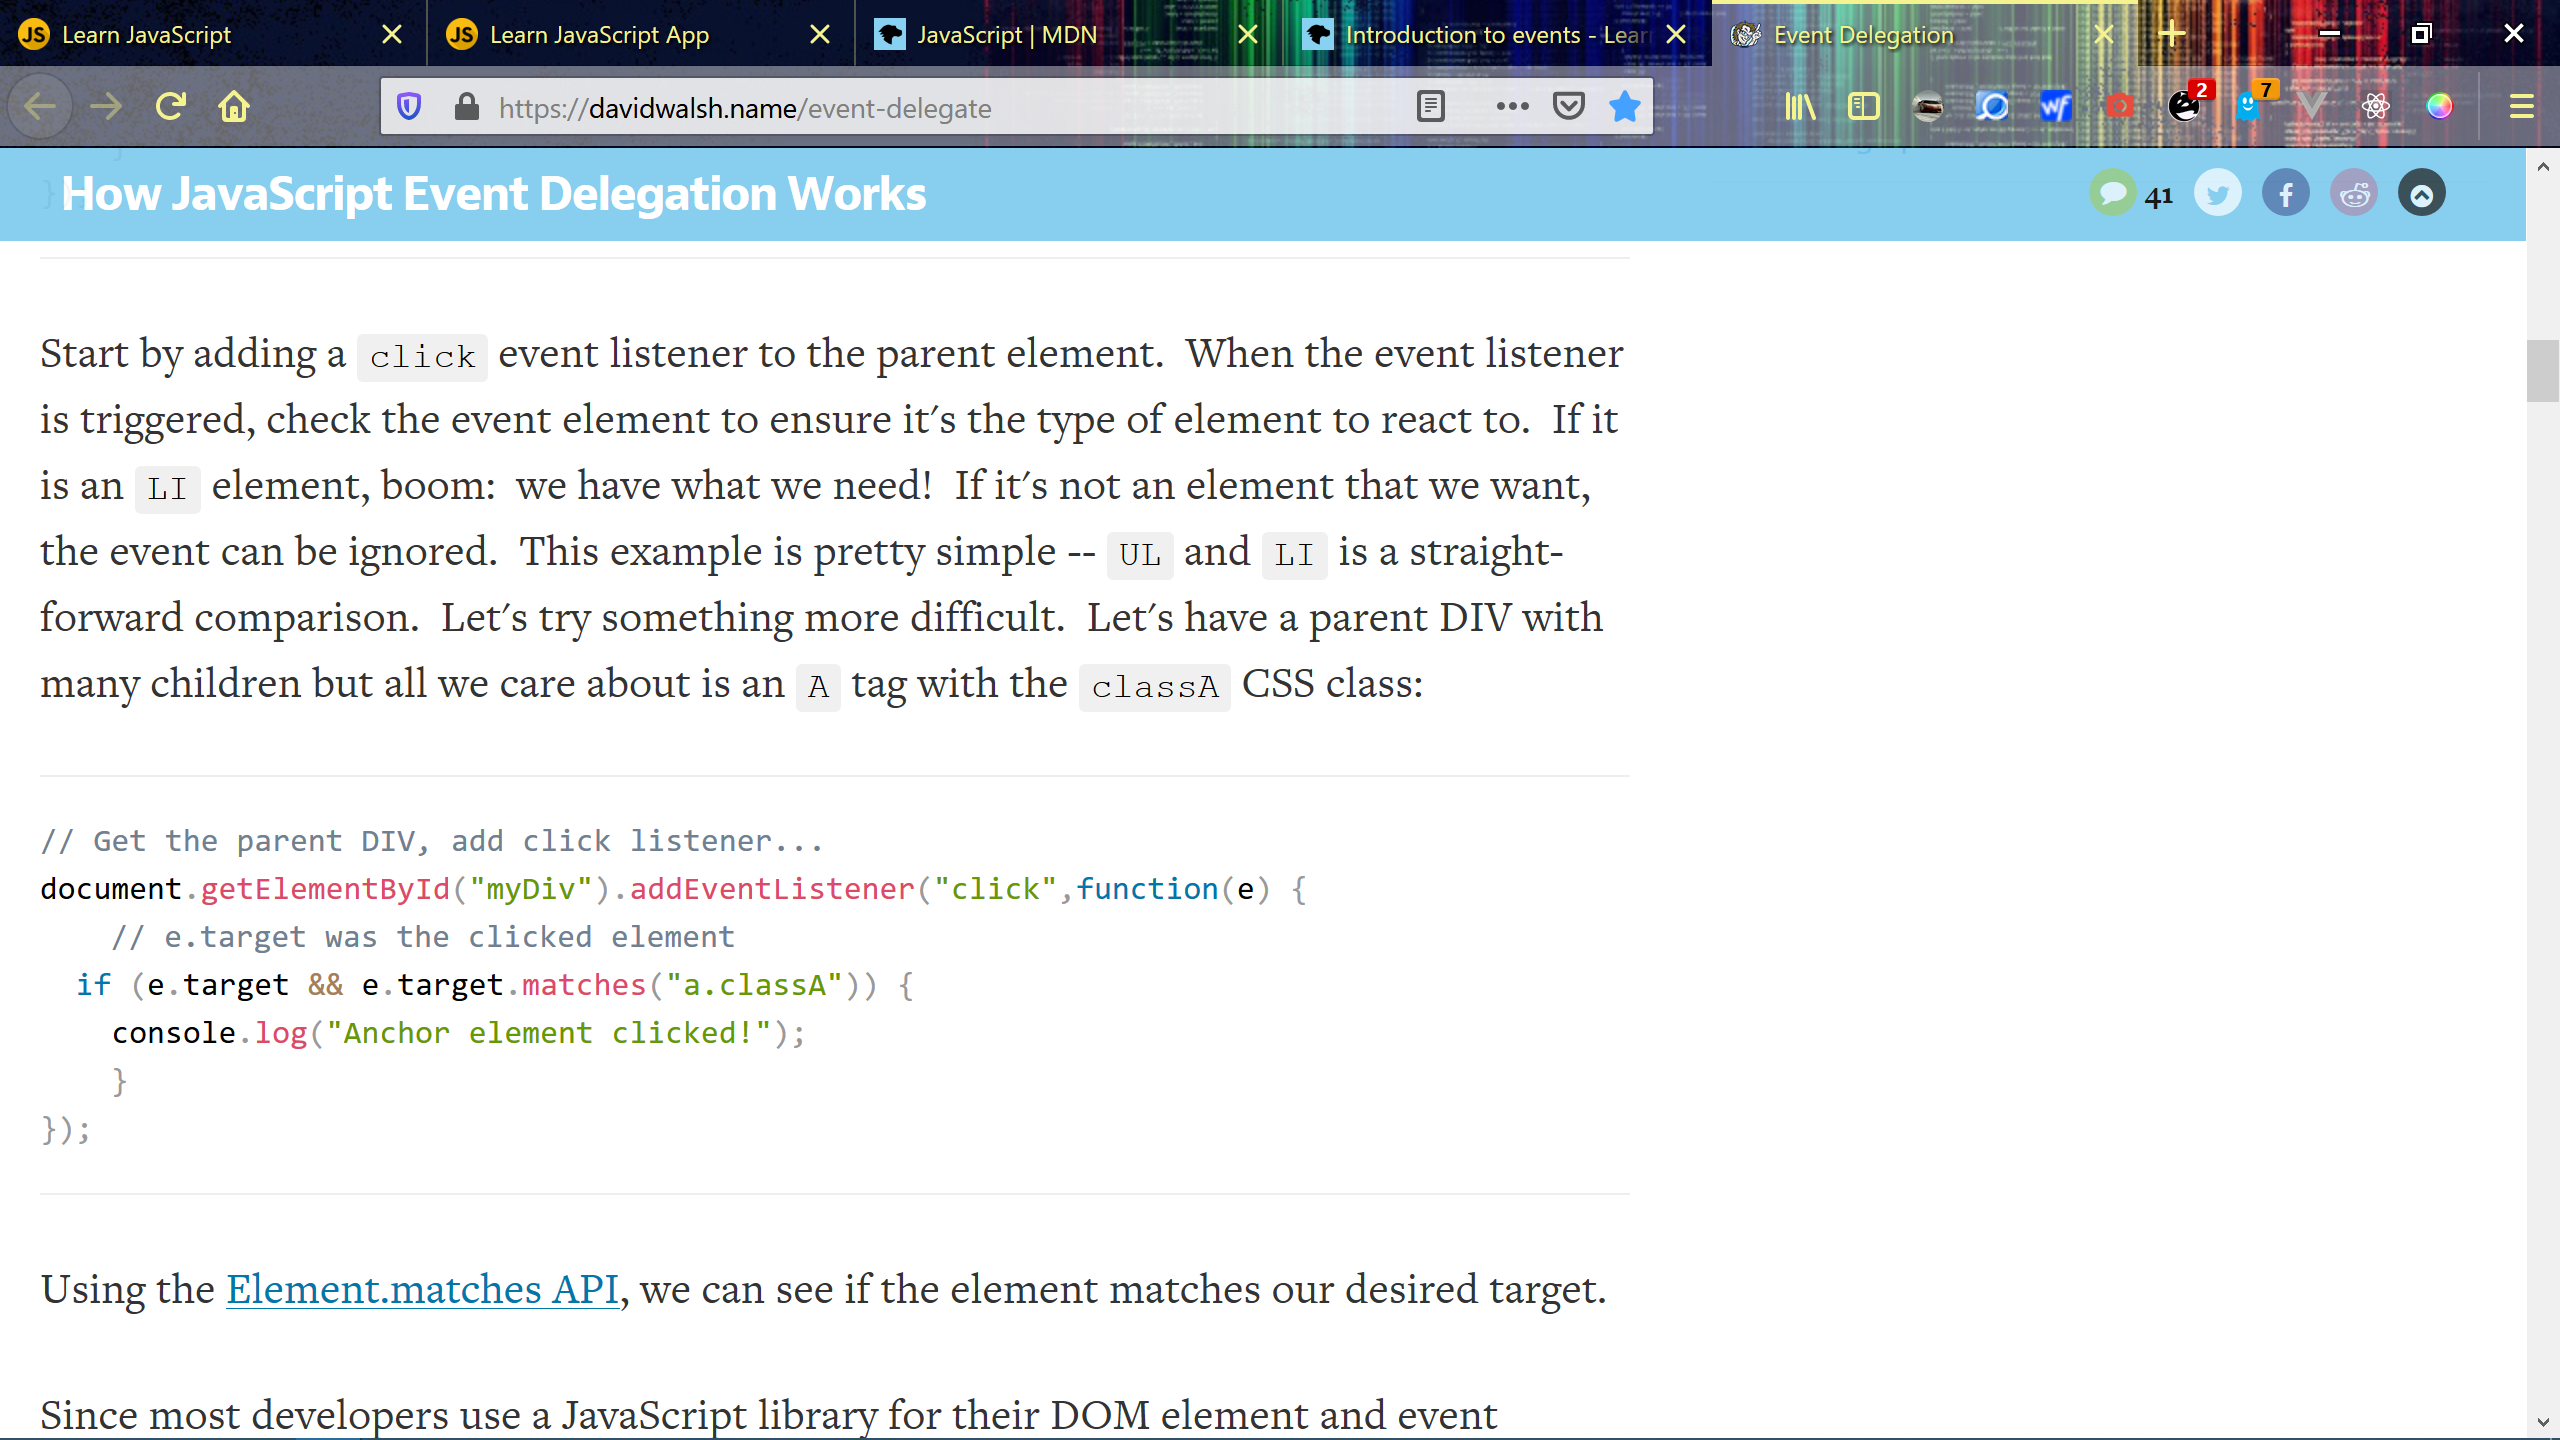 JS Learn JavaScript
JS Learn JavaScript App
JavaScript | MDN
Introduction to events - Lear
Event Delegation
https://davidwalsh.name/event-delegate
wf
2
7
})
How JavaScript Event Delegation Works
41
Start by adding a click event listener to the parent element. When the event listener
is triggered, check the event element to ensure it's the type of element to react to. If it
is an LI element, boom: we have what we need! If it's not an element that we want,
the event can be ignored. This example is pretty simple -- UL and LI is a straight-
forward comparison. Let's try something more difficult. Let's have a parent DIV with
many children but all we care about is an A tag with the classA CSS class:
// Get the parent DIV, add click listener...
document.getElementById("myDiv").addEventListener("click",function(e) {
// e.target was the clicked element
if (e.target && e.target.matches("a.classA")) {
console.log("Anchor element clicked!");
}
});
Using the Element.matches API, we can see if the element matches our desired target.
Since most developers use a JavaScript library for their DOM element and event